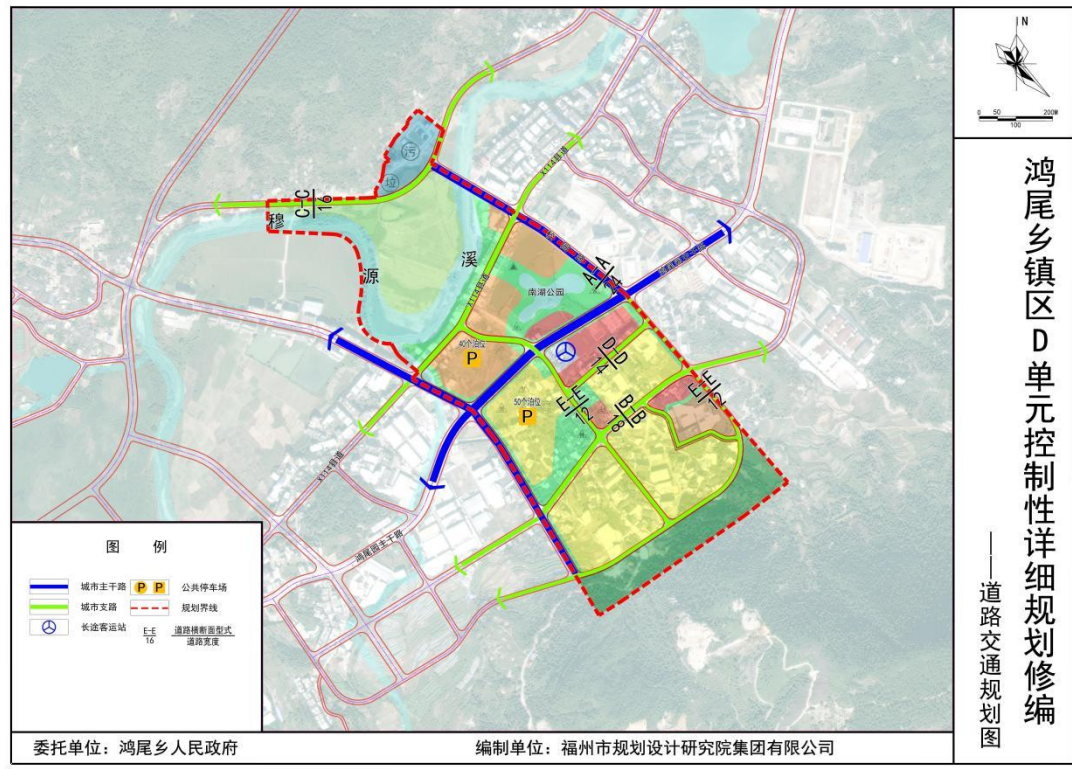 鸿尾乡镇区D单元控制性详细规划修编
——道路交通规划图
N
0 50 200M
100
污
垃
C-C
16
穆
源
溪
X114县道
X114县道
X114县道
A-A
南湖公园
D-D
14
40个泊位
P
50个泊位
P
E-E
12
B-B
18
E-E
12
鸿尾园主干路
图 例
城市主干路
P P 公共停车场
城市支路
规划界线
长途客运站
E-E 道路横断面型式
16 道路宽度
委托单位：鸿尾乡人民政府
编制单位：福州市规划设计研究院集团有限公司